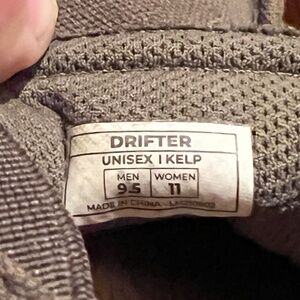 DRIFTER
UNISEX | KELP
MEN WOMEN
9.5 11
MADE IN CHINA